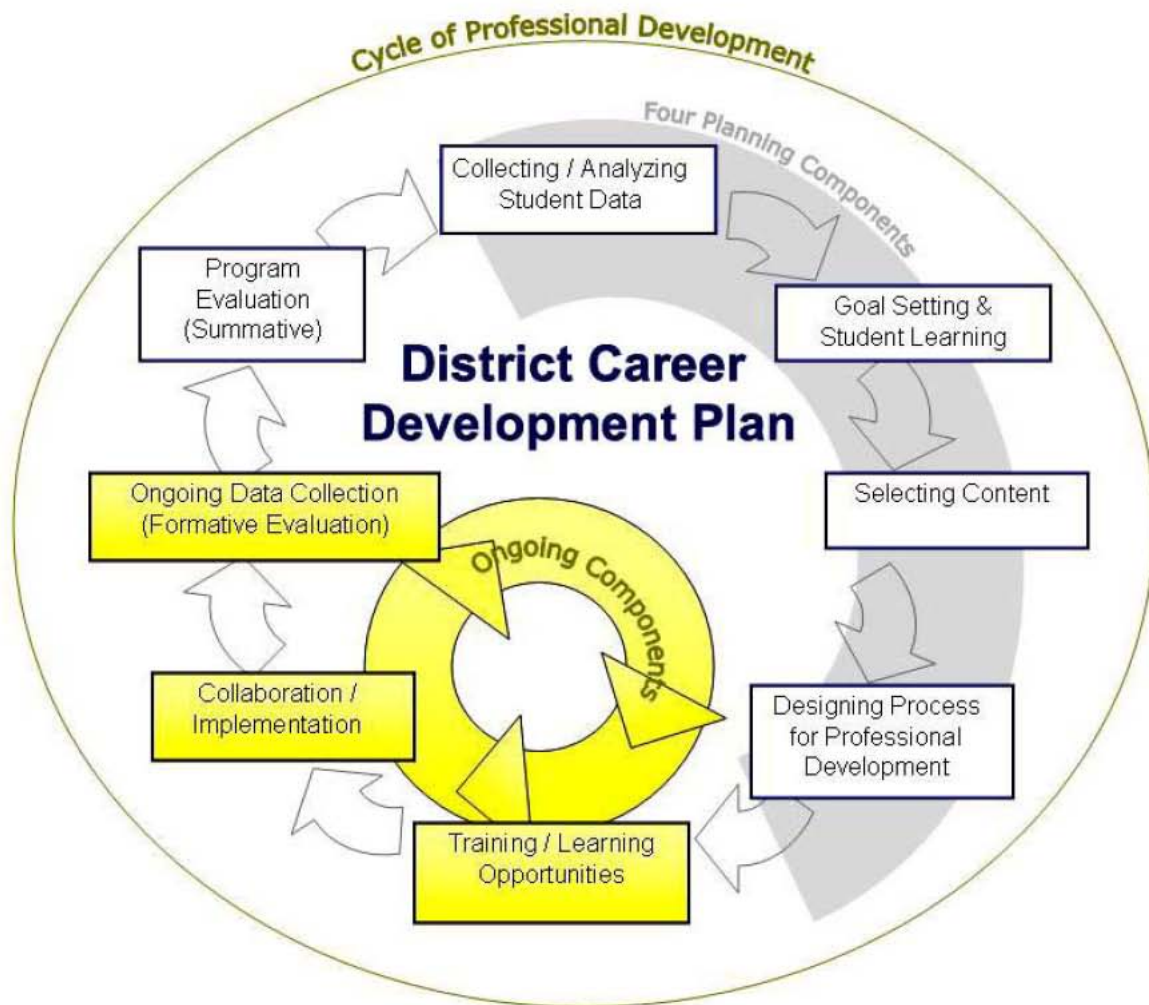 Cycle of Professional Development
Four Planning Components
Collecting / Analyzing
Student Data
Goal Setting &
Student Learning
Selecting Content
Designing Process
for Professional
Development
Training / Learning
Opportunities
Collaboration /
Implementation
Ongoing Data Collection
(Formative Evaluation)
Program
Evaluation
(Summative)
District Career
Development Plan
Ongoing Components